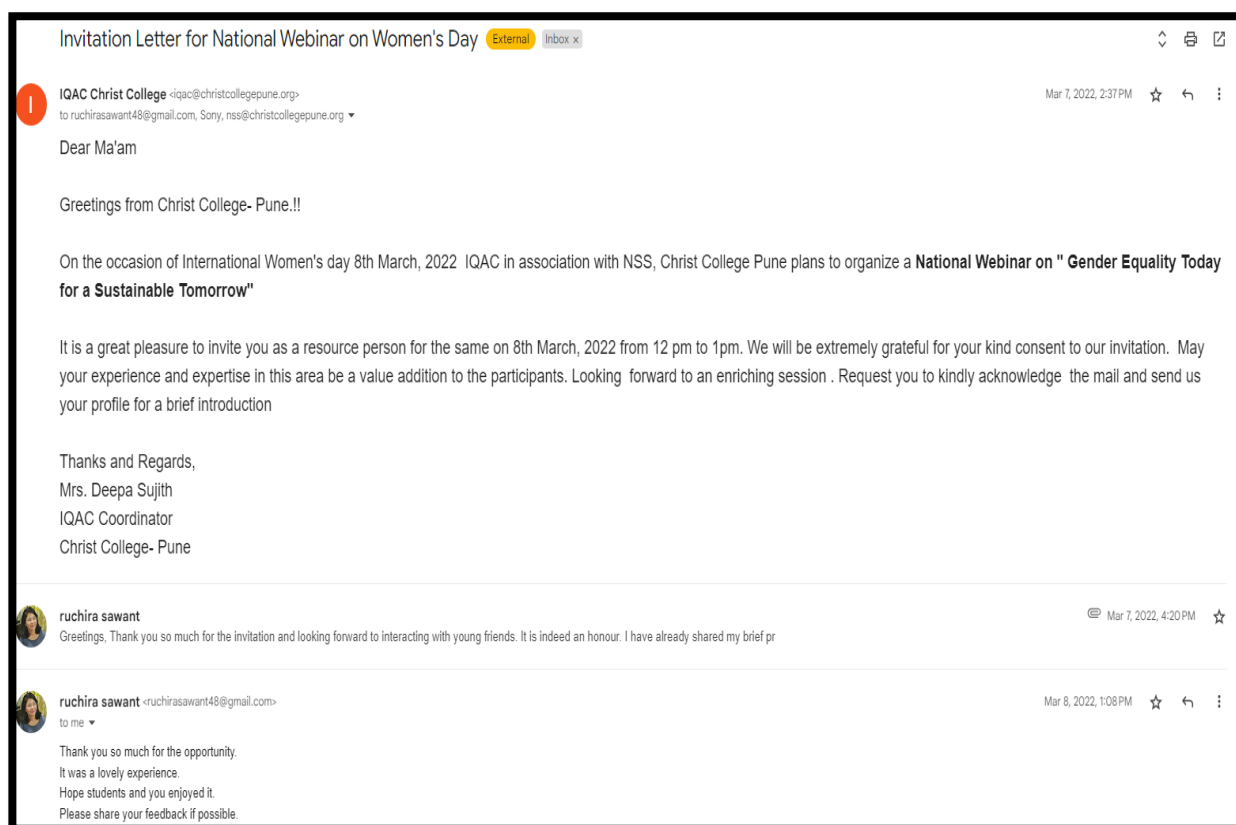 Invitation Letter for National Webinar on Women's Day External Inbox x
I
IQAC Christ College <iqac@christcollegepune.org> Mar 7, 2022, 2:37 PM
to ruchirasawant48@gmail.com, Sony, nss@christcollegepune.org
Dear Ma'am
Greetings from Christ College- Pune.!!
On the occasion of International Women's day 8th March, 2022 IQAC in association with NSS, Christ College Pune plans to organize a National Webinar on " Gender Equality Today
for a Sustainable Tomorrow"
It is a great pleasure to invite you as a resource person for the same on 8th March, 2022 from 12 pm to 1pm. We will be extremely grateful for your kind consent to our invitation. May
your experience and expertise in this area be a value addition to the participants. Looking forward to an enriching session . Request you to kindly acknowledge the mail and send us
your profile for a brief introduction
Thanks and Regards,
Mrs. Deepa Sujith
IQAC Coordinator
Christ College- Pune
ruchira sawant Mar 7, 2022, 4:20 PM
Greetings, Thank you so much for the invitation and looking forward to interacting with young friends. It is indeed an honour. I have already shared my brief pr
ruchira sawant <ruchirasawant48@gmail.com> Mar 8, 2022, 1:08 PM
to me
Thank you so much for the opportunity.
It was a lovely experience.
Hope students and you enjoyed it.
Please share your feedback if possible.